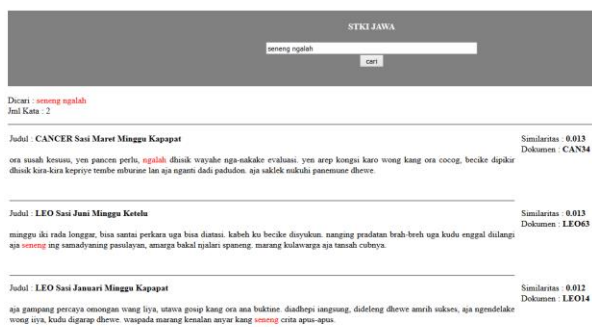 STKI JAWA
seneng ngalah
cari
Dicari : seneng ngalah
Jml Kata : 2
Judul : CANCER Sasi Maret Minggu Kapapat
Similaritas : 0.013
Dokumen : CAN34
ora susah kesusu, yen pancen perlu, ngalah dhisik wayahe nga-nakake evaluasi. yen arep kongsi karo wong kang ora cocog, becike dipikir
dhisik kira-kira kepriye tembe mburine lan aja nganti dadi padudon. aja saklek nukuhi panemune dhewe.
Judul : LEO Sasi Juni Minggu Ketelu
Similaritas : 0.013
Dokumen : LEO63
minggu iki rada longgar, bisa santai perkara uga bisa diatasi. kabeh ku becike disyukun. nanging pradatan brah-breh uga kudu enggal diilangi
aja seneng ing samadyaning pasulayan, amarga bakal njalari spaneng. marang kulawarga aja tansah
Judul : LEO Sasi Januari Minggu Kapapat
Similaritas : 0.012
Dokumen : LEO14
aja gampang percaya omongan wang liya, utawa gosip kang ora ana buktine. diadhepi langsung, dideleng dhewe amrih sukses, aja ngendelake
wong liya, kudu digarap dhewe. waspada marang kenalan anyar kang seneng crita apus-apus.